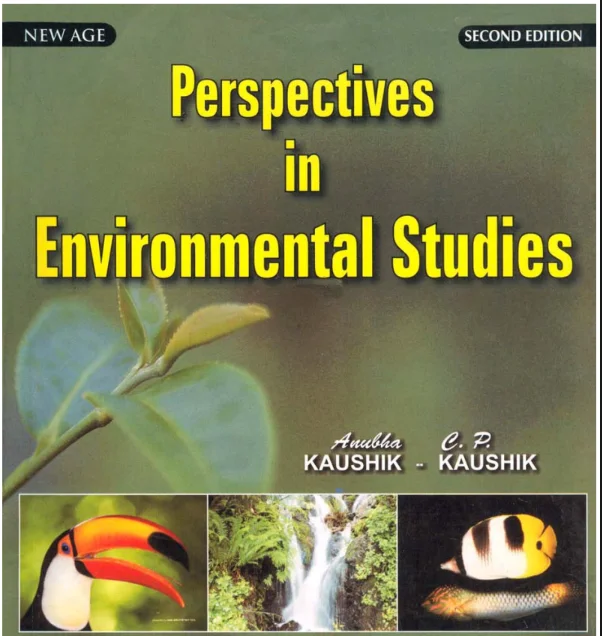 NEW AGE
SECOND EDITION
Perspectives
in
Environmental Studies
Anubha C. P.
KAUSHIK - KAUSHIK